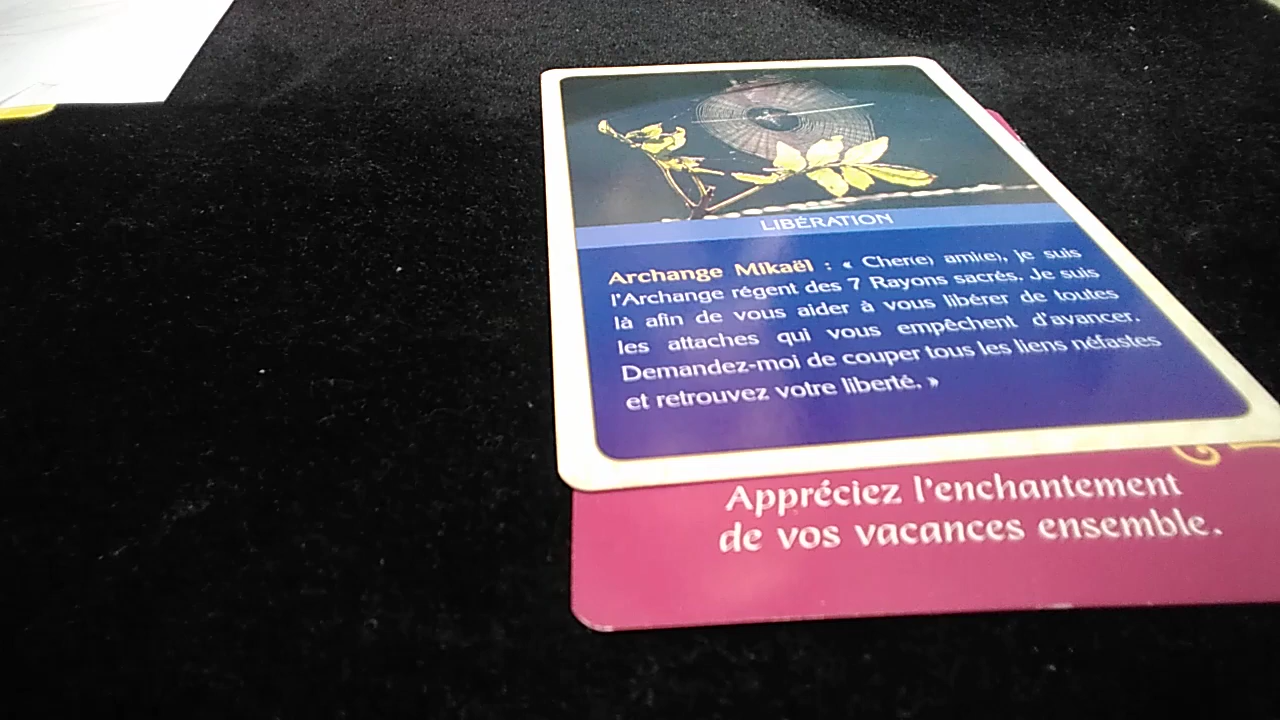 LIBÉRATION
Archange Mikaël : « Cher(e) ami(e), je suis
l'Archange régent des 7 Rayons sacrés. Je suis
là afin de vous aider à vous libérer de toutes
les attaches qui vous empêchent d'avancer.
Demandez-moi de couper tous les liens néfastes
et retrouvez votre liberté. »
Appréciez l'enchantement
de vos vacances ensemble.